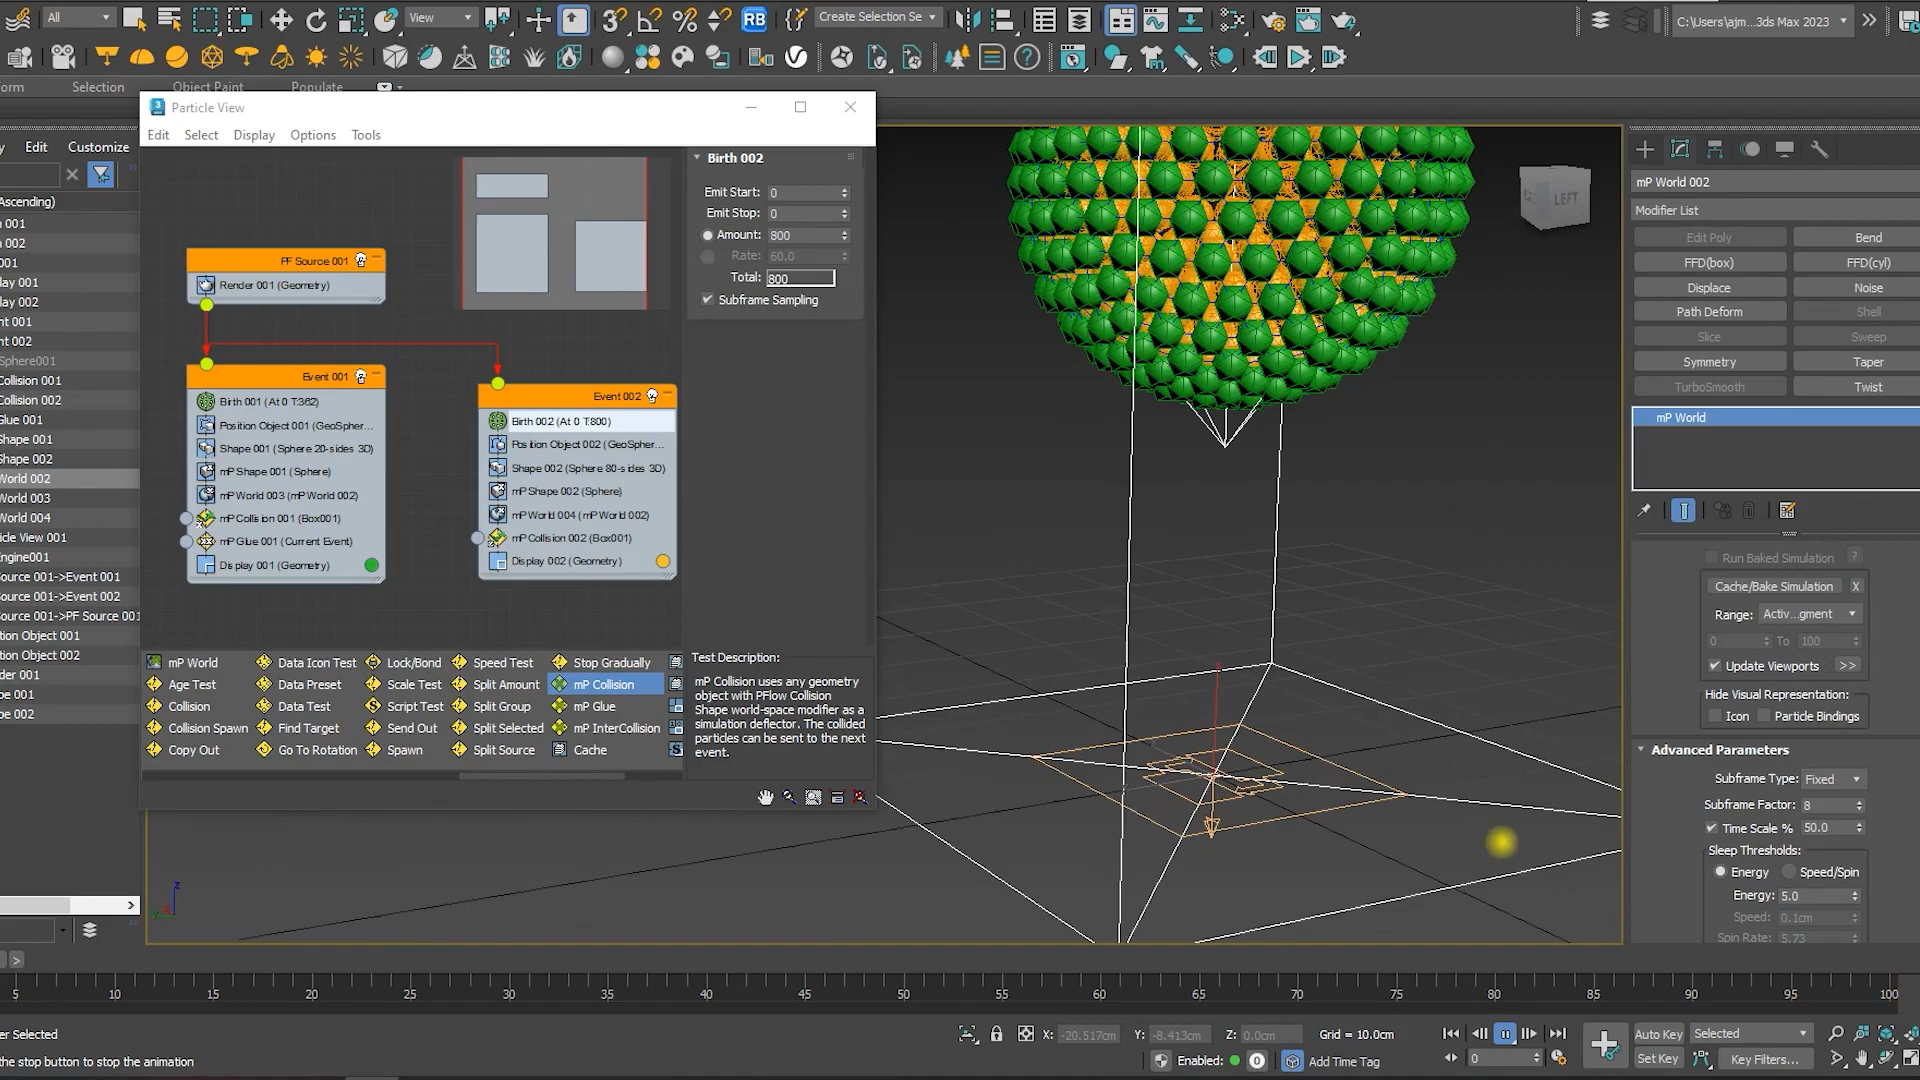 All
View
3
RB
Create Selection Se
C:\Users\ajm...3ds Max 2023
orm
Selection
Object Paint
Populate
3 Particle View
Edit Select Display Options Tools
y Edit Customize
Ascending)
n 001
n 002
001
lay 001
lay 002
nt 001
nt 002
Sphere001
Collision 001
Collision 002
Glue 001
Shape 001
Shape 002
World 002
World 003
World 004
icle View 001
Engine001
Source 001->Event 001
Source 001->Event 002
Source 001->PF Source 001
tion Object 001
tion Object 002
der 001
pe 001
pe 002
PF Source 001
Render 001 (Geometry)
Event 001
Birth 001 (At 0 T:362)
Position Object 001 (GeoSpher...
Shape 001 (Sphere 20-sides 3D)
mP Shape 001 (Sphere)
mP World 003 (mP World 002)
mP Collision 001 (Box001)
mP Glue 001 (Current Event)
Display 001 (Geometry)
Event 002
Birth 002 (At 0 T:800)
Position Object 002 (GeoSpher...
Shape 002 (Sphere 80-sides 3D)
mP Shape 002 (Sphere)
mP World 004 (mP World 002)
mP Collision 002 (Box001)
Display 002 (Geometry)
Birth 002
Emit Start: 0
Emit Stop: 0
Amount: 800
Rate: 60.0
Total: 800
Subframe Sampling
mP World Data Icon Test Lock/Bond Speed Test Stop Gradually
Age Test Data Preset Scale Test Split Amount mP Collision
Collision Data Test Script Test Split Group mP Glue
Collision Spawn Find Target Send Out Split Selected mP InterCollision
Copy Out Go To Rotation Spawn Split Source Cache
Test Description:
mP Collision uses any geometry
object with PFlow Collision
Shape world-space modifier as a
simulation deflector. The collided
particles can be sent to the next
event.
LEFT
mP World 002
Modifier List
Edit Poly Bend
FFD(box) FFD(cyl)
Displace Noise
Path Deform Shell
Slice Sweep
Symmetry Taper
TurboSmooth Twist
mP World
Run Baked Simulation ?
Cache/Bake Simulation X
Range: Activ...gment
0 To 100
Update Viewports >>
Hide Visual Representation:
Icon Particle Bindings
Advanced Parameters
Subframe Type: Fixed
Subframe Factor: 8
Time Scale % 50.0
Sleep Thresholds:
Energy Speed/Spin
Energy: 5.0
Speed: 0.1cm
Spin Rate: 5.73
z
>
5 10 15 20 25 30 35 40 45 50 55 60 65 70 75 80 85 90 95 100
er Selected
X: -20.517cm Y: -8.413cm Z: 0.0cm Grid = 10.0cm
Auto Key Selected
the stop button to stop the animation
Enabled: 0 Add Time Tag
0
Set Key Key Filters...